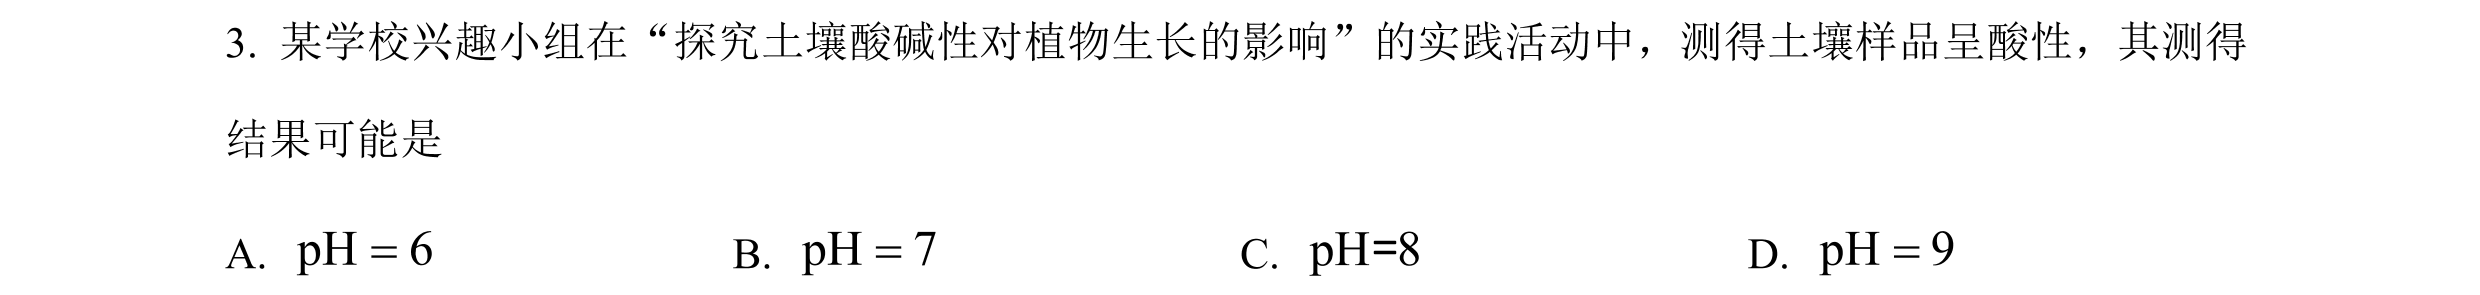 3. 某学校兴趣小组在“探究土壤酸碱性对植物生长的影响”的实践活动中，测得土壤样品呈酸性，其测得
结果可能是
A. pH = 6 B. pH = 7 C. pH=8 D. pH = 9